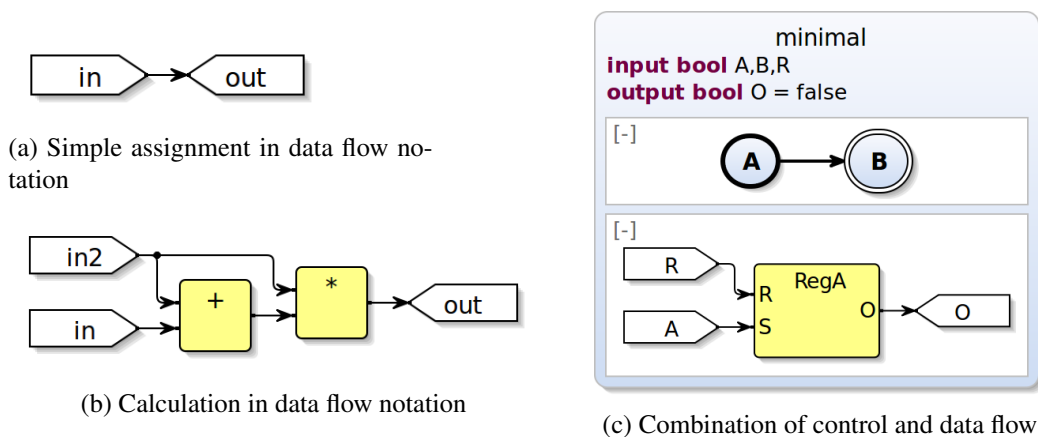 in
out
(a) Simple assignment in data flow no-
tation
in2
in
+
*
out
(b) Calculation in data flow notation
minimal
input bool A,B,R
output bool O = false
[-]
A
B
[-]
R
A
RegA
R
S
O
O
(c) Combination of control and data flow